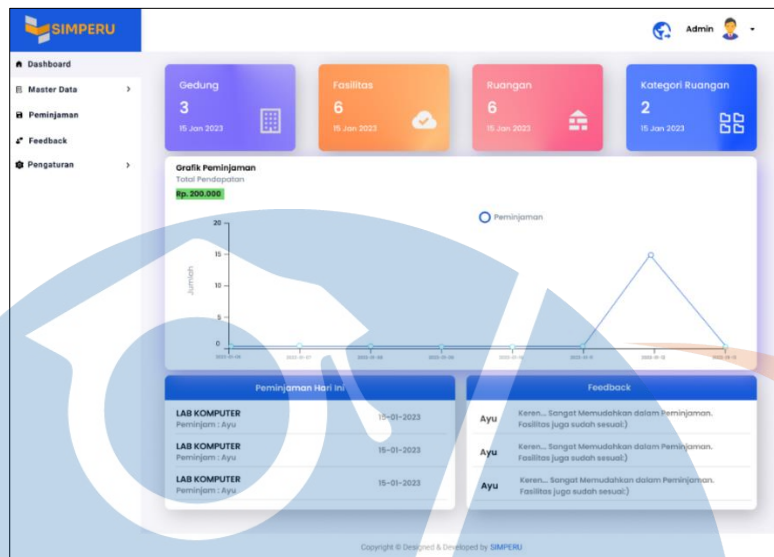 SIMPERU
Admin
Dashboard
Master Data
Peminjaman
Feedback
Pengaturan
Gedung
3
15 Jan 2023
Fasilitas
6
15 Jan 2023
Ruangan
6
15 Jan 2023
Kategori Ruangan
2
15 Jan 2023
Grafik Peminjaman
Total Pendapatan
Rp. 200.000
Peminjaman
Jumlah
20
15
10
5
0
Peminjaman Hari Ini
LAB KOMPUTER
15-01-2023
Peminjam : Ayu
LAB KOMPUTER
15-01-2023
Peminjam : Ayu
LAB KOMPUTER
15-01-2023
Peminjam : Ayu
Feedback
Ayu
Keren... Sangat Memudahkan dalam Peminjaman.
Fasilitas juga sudah sesuai:)
Ayu
Keren... Sangat Memudahkan dalam Peminjaman.
Fasilitas juga sudah sesuai:)
Ayu
Keren... Sangat Memudahkan dalam Peminjaman.
Fasilitas juga sudah sesuai:)
Copyright © Designed & Developed by SIMPERU